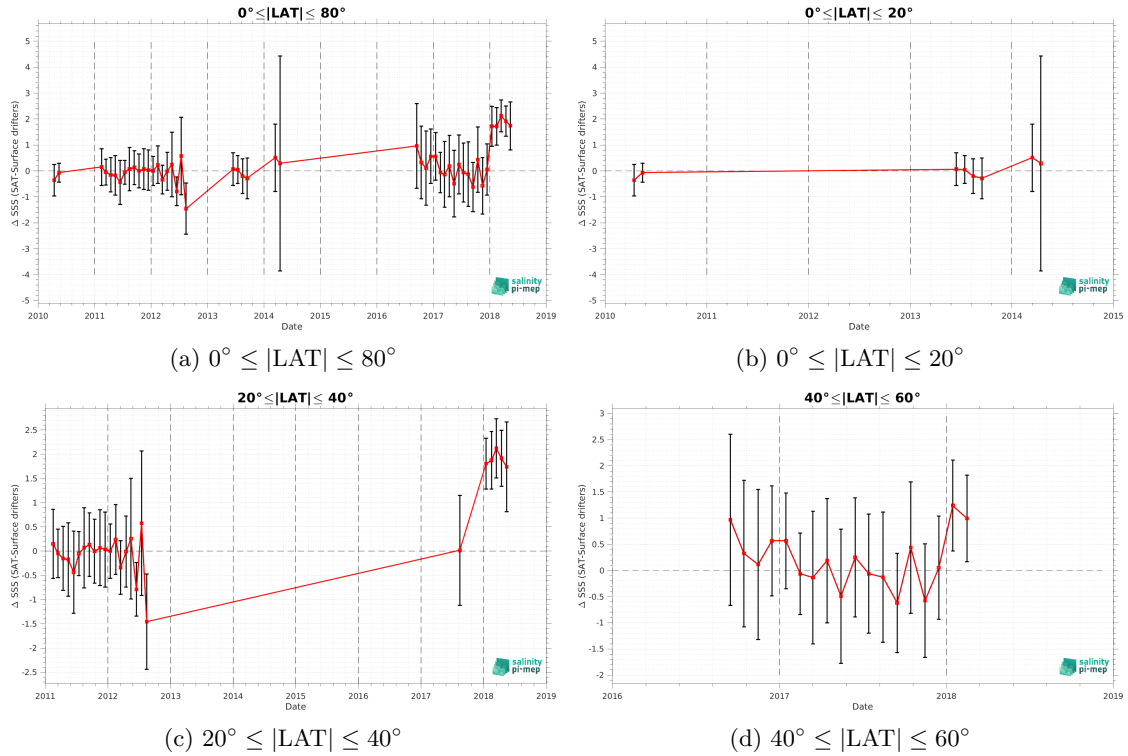 0°≤|LAT|≤ 80°
Δ SSS (SAT-Surface drifters)
5
4
3
2
1
0
-1
-2
-3
-4
-5
2010 2011 2012 2013 2014 2015 2016 2017 2018 2019
Date
salinity
pi-mep
(a) 0° ≤ |LAT| ≤ 80°
0°≤|LAT|≤ 20°
Δ SSS (SAT-Surface drifters)
5
4
3
2
1
0
-1
-2
-3
-4
-5
2010 2011 2012 2013 2014 2015
Date
salinity
pi-mep
(b) 0° ≤ |LAT| ≤ 20°
20°≤|LAT|≤ 40°
Δ SSS (SAT-Surface drifters)
2.5
2
1.5
1
0.5
0
-0.5
-1
-1.5
-2
-2.5
2011 2012 2013 2014 2015 2016 2017 2018 2019
Date
salinity
pi-mep
(c) 20° ≤ |LAT| ≤ 40°
40°≤|LAT|≤ 60°
Δ SSS (SAT-Surface drifters)
3
2.5
2
1.5
1
0.5
0
-0.5
-1
-1.5
-2
2016 2017 2018 2019
Date
salinity
pi-mep
(d) 40° ≤ |LAT| ≤ 60°